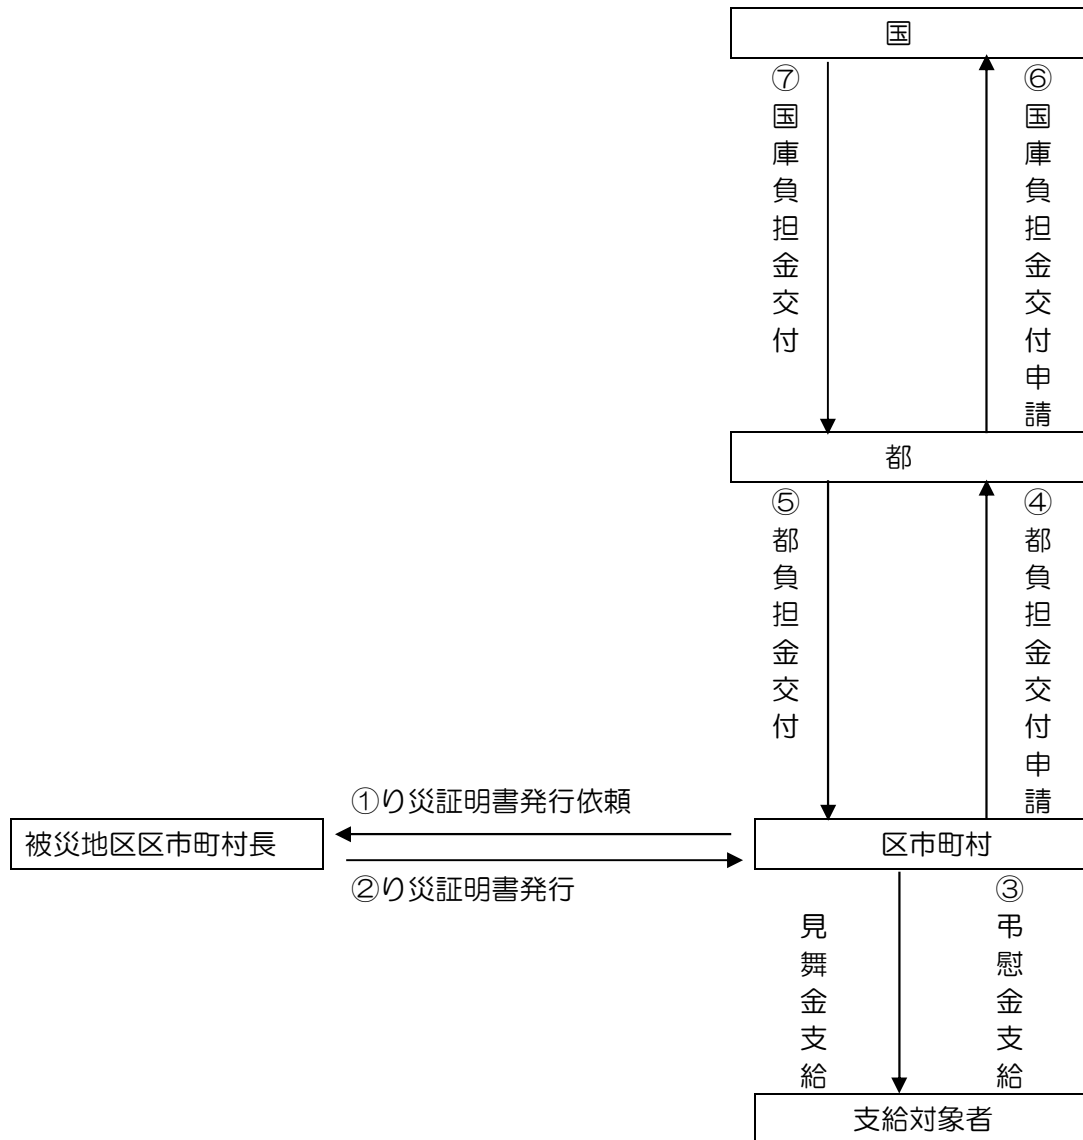 国
⑦国庫負担金交付
⑥国庫負担金交付申請
都
⑤都負担金交付
④都負担金交付申請
①り災証明書発行依頼
被災地区区市町村長
区市町村
②り災証明書発行
③弔慰金支給
見舞金支給
支給対象者